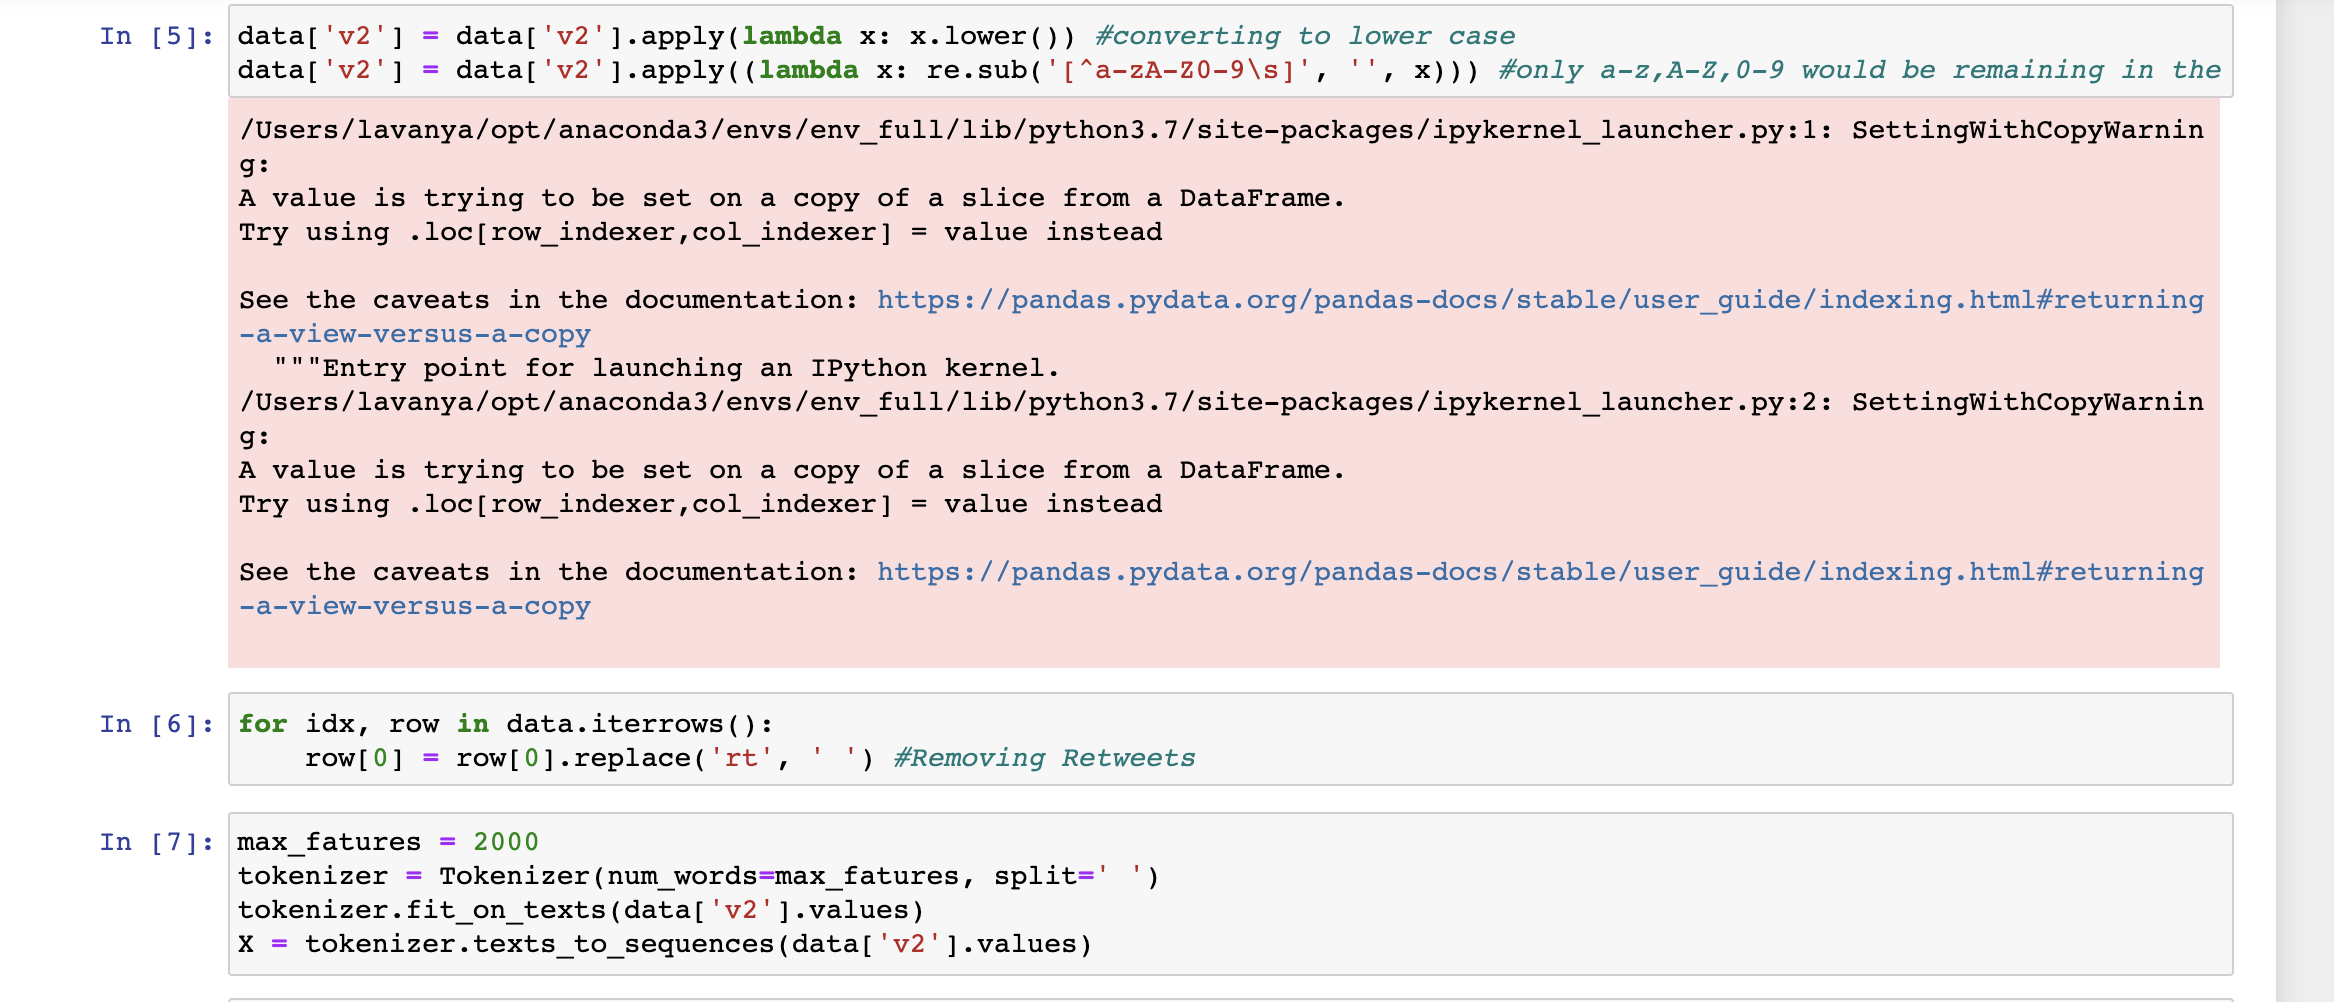 In [5]: data['v2'] = data['v2'].apply(lambda x: x.lower()) #converting to lower case
data['v2'] = data['v2'].apply((lambda x: re.sub('[^a-zA-Z0-9\s]', '', x))) #only a-z,A-Z,0-9 would be remaining in the
/Users/lavanya/opt/anaconda3/envs/env_full/lib/python3.7/site-packages/ipykernel_launcher.py:1: SettingWithCopyWarnin
g:
A value is trying to be set on a copy of a slice from a DataFrame.
Try using .loc[row_indexer,col_indexer] = value instead
See the caveats in the documentation: https://pandas.pydata.org/pandas-docs/stable/user_guide/indexing.html#returning
-a-view-versus-a-copy
"""Entry point for launching an IPython kernel.
/Users/lavanya/opt/anaconda3/envs/env_full/lib/python3.7/site-packages/ipykernel_launcher.py:2: SettingWithCopyWarnin
g:
A value is trying to be set on a copy of a slice from a DataFrame.
Try using .loc[row_indexer,col_indexer] = value instead
See the caveats in the documentation: https://pandas.pydata.org/pandas-docs/stable/user_guide/indexing.html#returning
-a-view-versus-a-copy
In [6]: for idx, row in data.iterrows():
row[0] = row[0].replace('rt', ' ') #Removing Retweets
In [7]: max_fatures = 2000
tokenizer = Tokenizer(num_words=max_fatures, split=' ')
tokenizer.fit_on_texts(data['v2'].values)
X = tokenizer.texts_to_sequences(data['v2'].values)